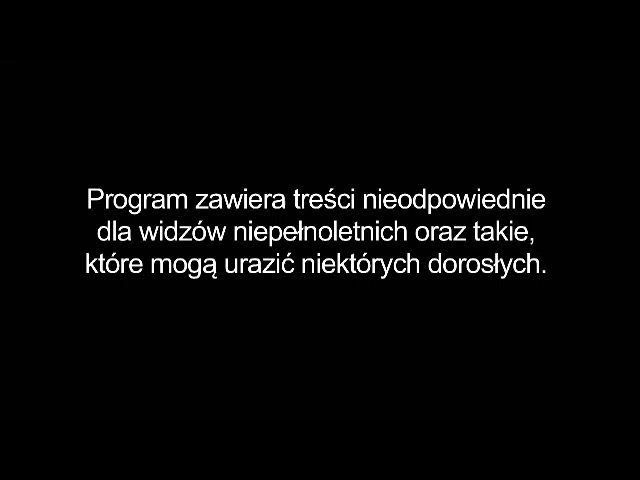 Program zawiera treści nieodpowiednie
dla widzów niepełnoletnich oraz takie,
które mogą urazić niektórych dorosłych.